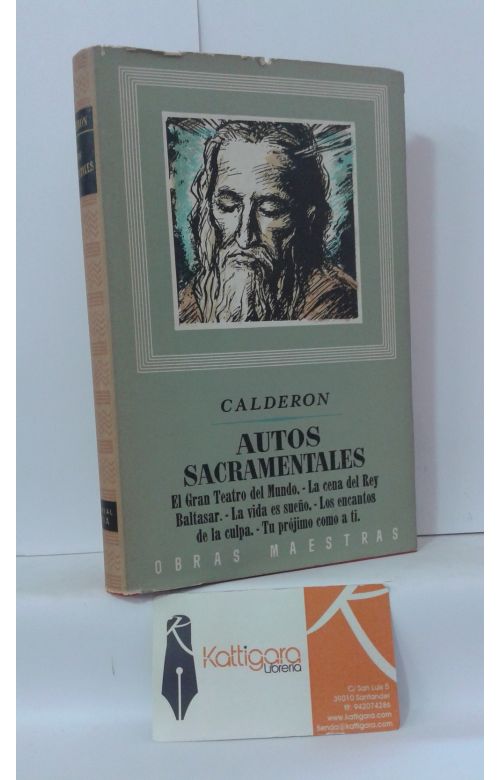 CALDERON
AUTOS
SACRAMENTALES
El Gran Teatro del Mundo. - La cena del Rey
Baltasar. - La vida es sueño. - Los encantos
de la culpa. - Tu prójimo como a ti.
OBRAS MAESTRAS
Kattigara
Librería
C/ San Luis 5
39010 Santander
tf: 942074286
www.kattigara.com
tienda@kattigara.com